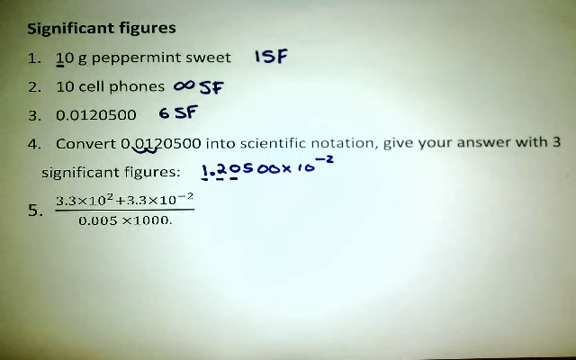 Significant figures
1. 10 g peppermint sweet 1SF
2. 10 cell phones ∞ SF
3. 0.0120500 6 SF
4. Convert 0.0120500 into scientific notation, give your answer with 3
significant figures: 1.20500 x 10⁻²
5. 3.3×10²+3.3×10⁻²
0.005 ×1000.